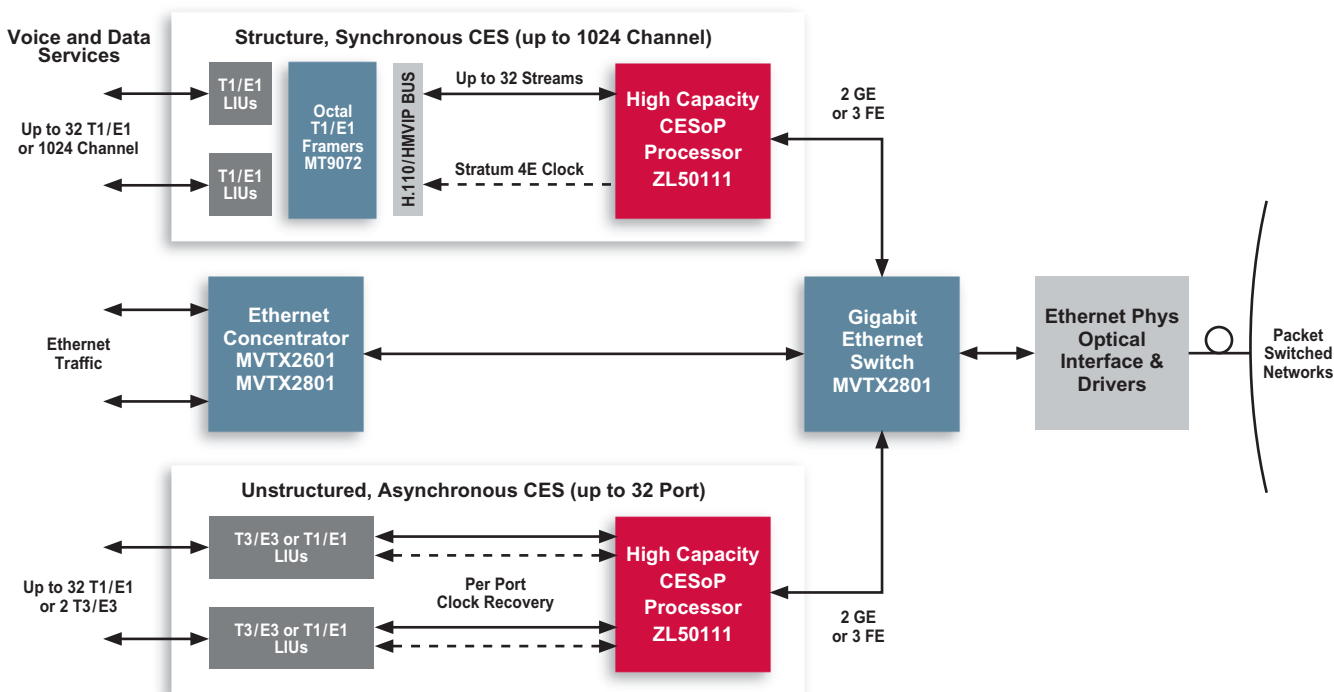 Voice and Data
Services
Structure, Synchronous CES (up to 1024 Channel)
T1/E1
LIUs
T1/E1
LIUs
Octal
T1/E1
Framers
MT9072
H.110/HMVIP BUS
Up to 32 Streams
Stratum 4E Clock
High Capacity
CESoP
Processor
ZL50111
2 GE
or 3 FE
Up to 32 T1/E1
or 1024 Channel
Ethernet
Traffic
Ethernet
Concentrator
MVTX2601
MVTX2801
Gigabit
Ethernet
Switch
MVTX2801
Ethernet Phys
Optical
Interface &
Drivers
Packet
Switched
Networks
Unstructured, Asynchronous CES (up to 32 Port)
Up to 32 T1/E1
or 2 T3/E3
T3/E3 or T1/E1
LIUs
T3/E3 or T1/E1
LIUs
Per Port
Clock Recovery
High Capacity
CESoP
Processor
ZL50111
2 GE
or 3 FE